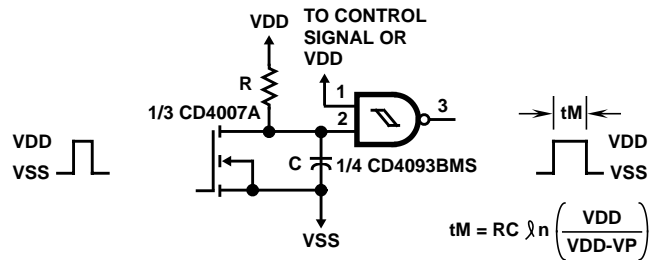 VDD
TO CONTROL
SIGNAL OR
VDD
R
1
2
3
1/3 CD4007A
C
1/4 CD4093BMS
VSS
VDD
VSS
tM
VDD
VSS
tM = RC ln (VDD / VDD-VP)